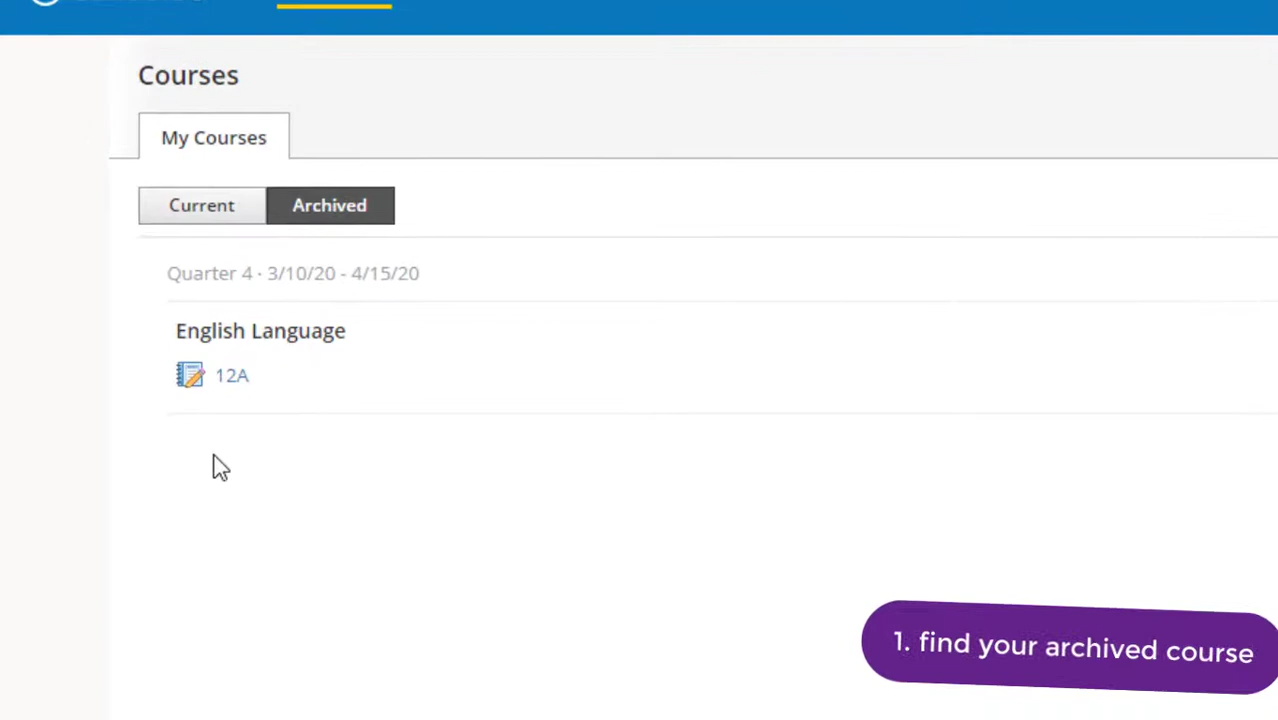 Courses
My Courses
Current
Archived
Quarter 4 · 3/10/20 - 4/15/20
English Language
12A
1. find your archived course